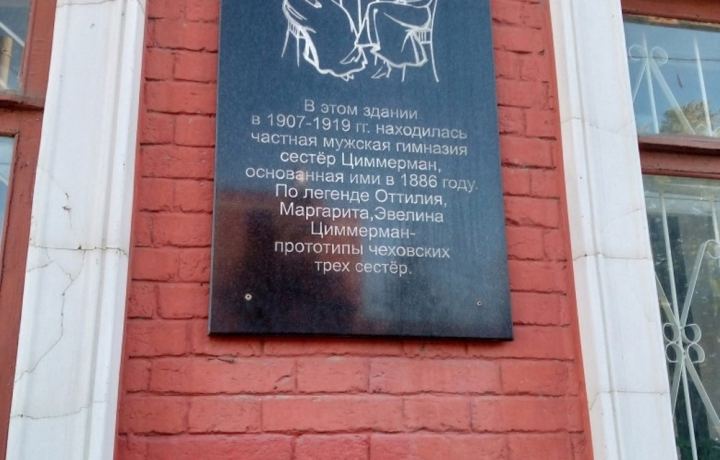 В этом здании
в 1907-1919 гг. находилась
частная мужская гимназия
сестёр Циммерман,
основанная ими в 1886 году.
По легенде Оттилия,
Маргарита,Эвелина
Циммерман-
прототипы чеховских
трех сестёр.